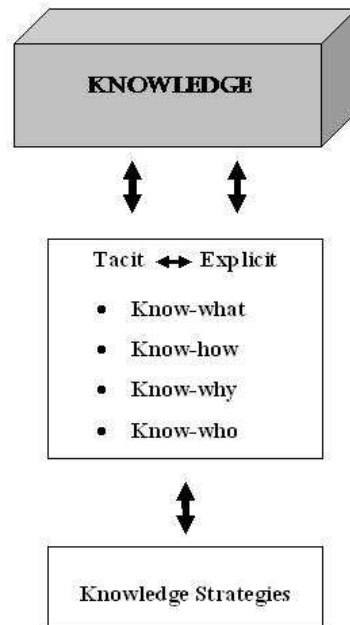 KNOWLEDGE
Tacit Explicit
• Know-what
• Know-how
• Know-why
• Know-who
Knowledge Strategies